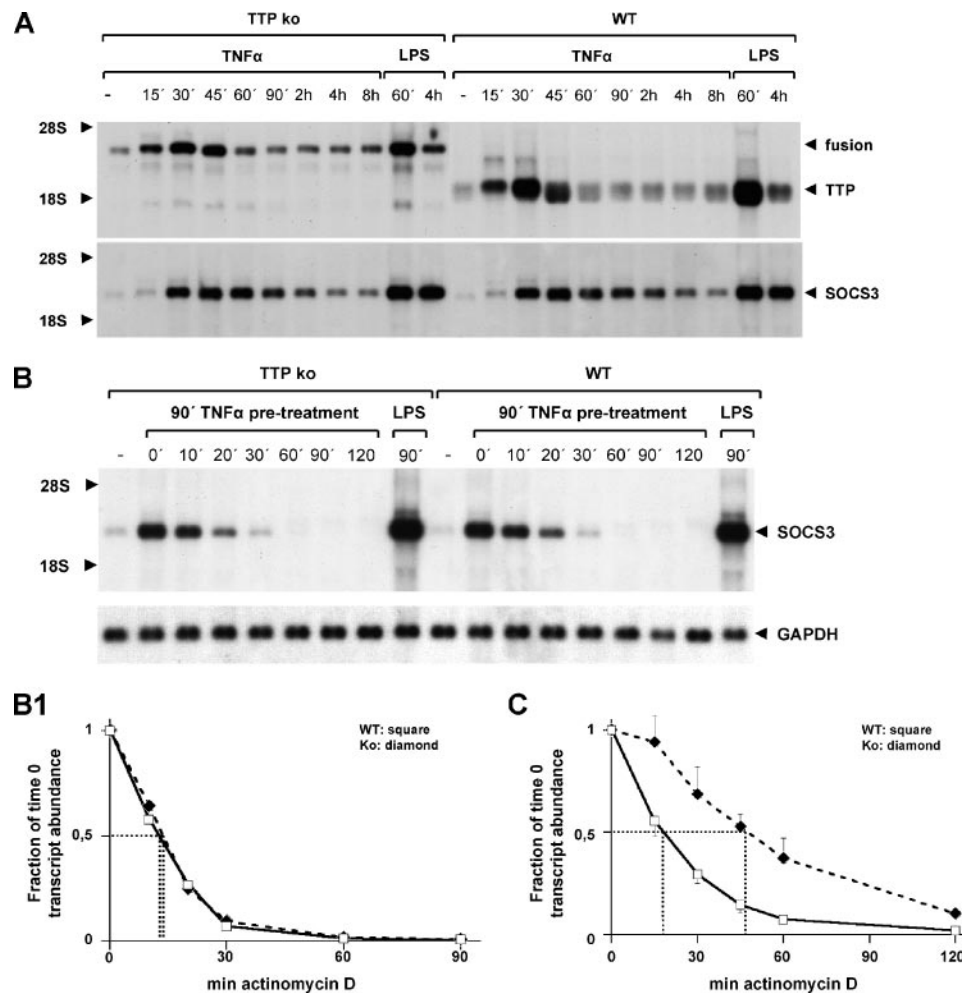 A
TTP ko WT
TNFα LPS TNFα LPS
- 15´ 30´ 45´ 60´ 90´ 2h 4h 8h 60´ 4h - 15´ 30´ 45´ 60´ 90´ 2h 4h 8h 60´ 4h
28S
fusion
18S
TTP
28S
SOCS3
18S
B
TTP ko WT
90´ TNFα pre-treatment LPS 90´ TNFα pre-treatment LPS
- 0´ 10´ 20´ 30´ 60´ 90´ 120 90´ - 0´ 10´ 20´ 30´ 60´ 90´ 120 90´
28S
SOCS3
18S
GAPDH
B1
WT: square
Ko: diamond
Fraction of time 0
transcript abundance
1
0,5
0
0 30 60 90
min actinomycin D
C
WT: square
Ko: diamond
Fraction of time 0
transcript abundance
1
0,5
0
0 30 60 90 120
min actinomycin D